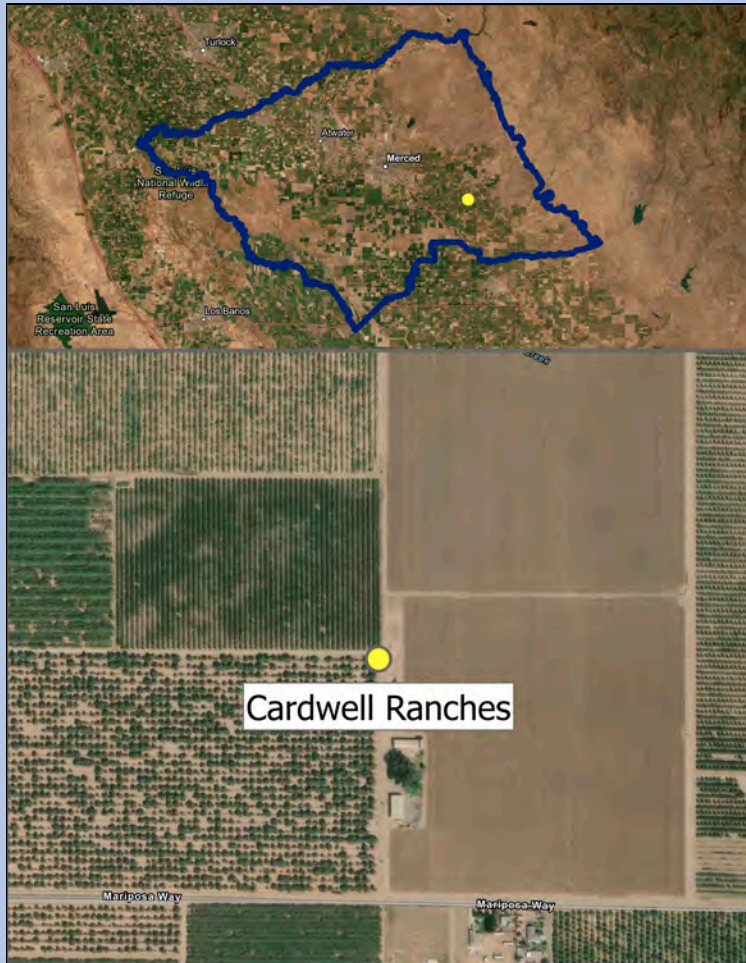 Turlock
Atwater
Merced
National Wildl...
Refuge
Los Banos
San Luis
Reservoir State
Recreation Area
Creek
Cardwell Ranches
Mariposa Way
Mariposa Way